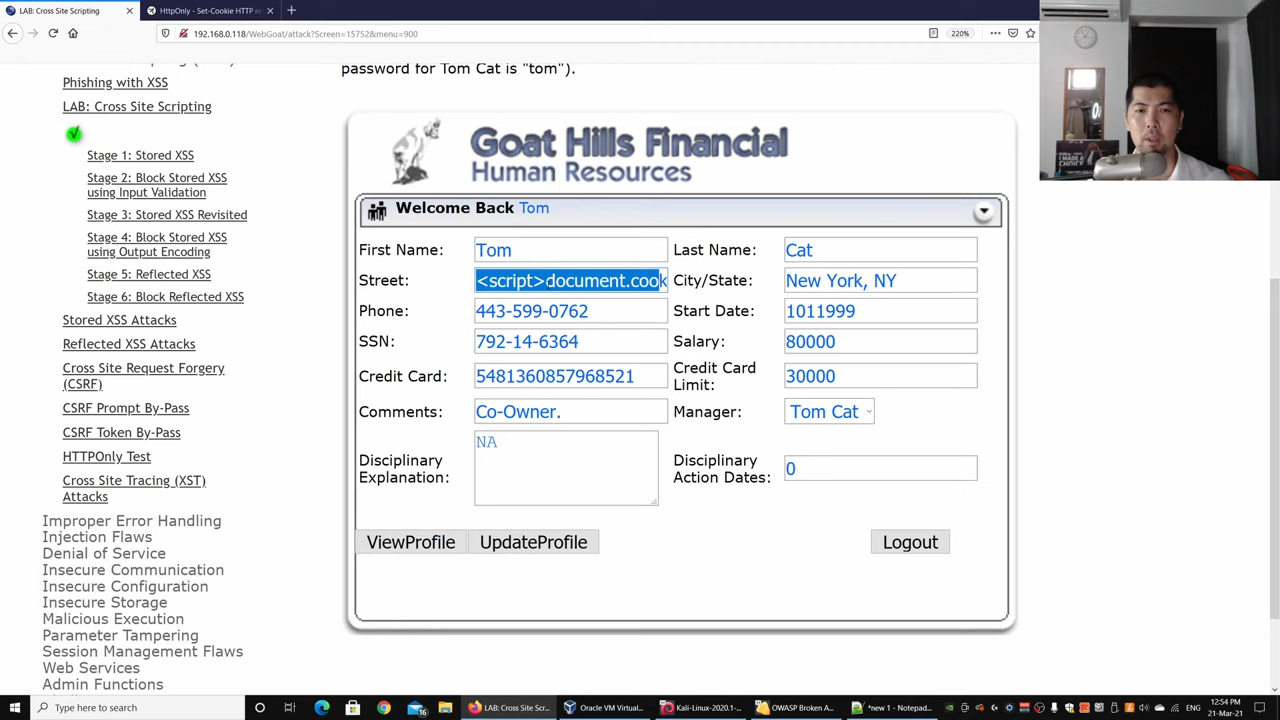 LAB: Cross Site Scripting
HttpOnly - Set-Cookie HTTP re
192.168.0.118/WebGoat/attack?Screen=15752&menu=900
220%
password for Tom Cat is "tom").
Phishing with XSS
LAB: Cross Site Scripting
Stage 1: Stored XSS
Stage 2: Block Stored XSS
using Input Validation
Stage 3: Stored XSS Revisited
Stage 4: Block Stored XSS
using Output Encoding
Stage 5: Reflected XSS
Stage 6: Block Reflected XSS
Stored XSS Attacks
Reflected XSS Attacks
Cross Site Request Forgery
(CSRF)
CSRF Prompt By-Pass
CSRF Token By-Pass
HTTPOnly Test
Cross Site Tracing (XST)
Attacks
Improper Error Handling
Injection Flaws
Denial of Service
Insecure Communication
Insecure Configuration
Insecure Storage
Malicious Execution
Parameter Tampering
Session Management Flaws
Web Services
Admin Functions
Goat Hills Financial
Human Resources
Welcome Back Tom
First Name: Tom Last Name: Cat
Street: <script>document.cook City/State: New York, NY
Phone: 443-599-0762 Start Date: 1011999
SSN: 792-14-6364 Salary: 80000
Credit Card: 5481360857968521 Credit Card
Limit: 30000
Comments: Co-Owner. Manager: Tom Cat
NA
Disciplinary
Explanation:
Disciplinary
Action Dates: 0
ViewProfile UpdateProfile Logout
Type here to search
16
LAB: Cross Site Scr...
Oracle VM Virtual...
Kali-Linux-2020.1-...
OWASP Broken A...
*new 1 - Notepad...
ENG
12:54 PM
21-Mar-21